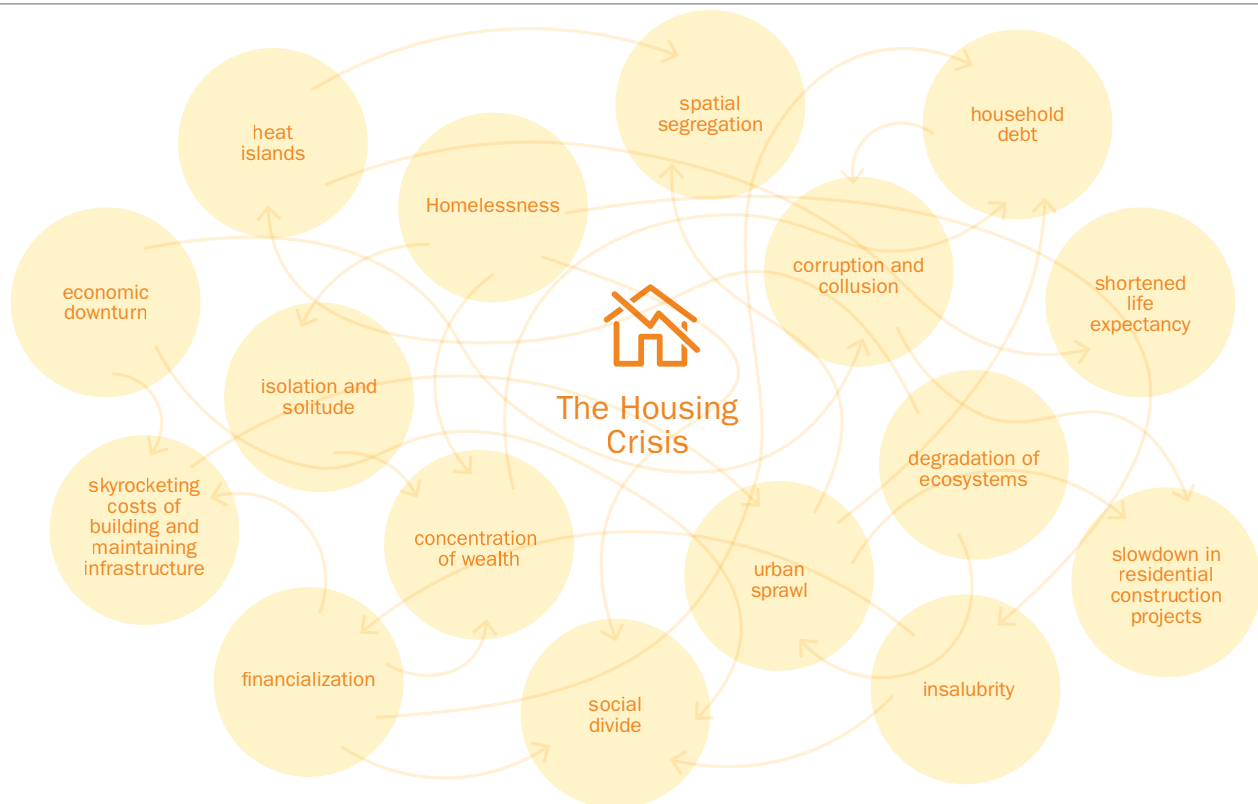 heat
islands
spatial
segregation
household
debt
Homelessness
economic
downturn
corruption and
collusion
shortened
life
expectancy
isolation and
solitude
The Housing
Crisis
skyrocketing
costs of
building and
maintaining
infrastructure
concentration
of wealth
degradation of
ecosystems
urban
sprawl
slowdown in
residential
construction
projects
financialization
social
divide
insalubrity